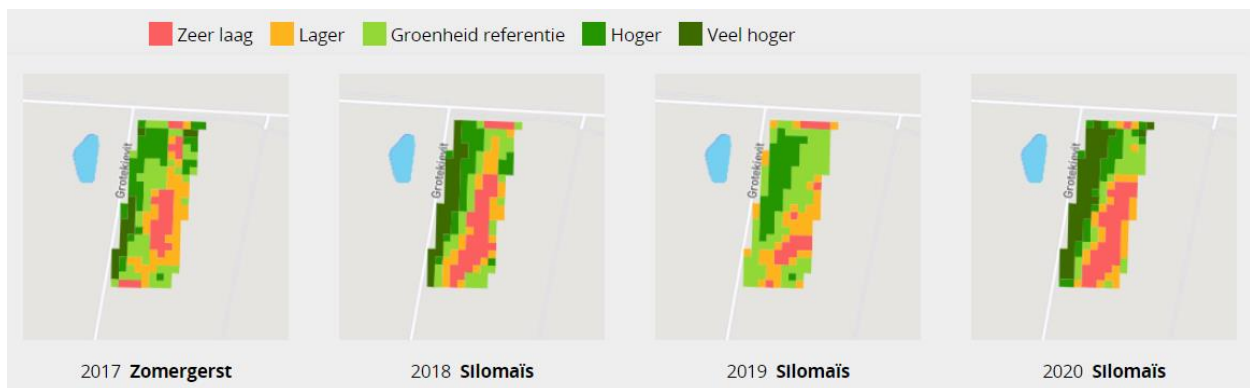 Zeer laag Lager Groenheid referentie Hoger Veel hoger
Grotekievit Grotekievit Grotekievit Grotekievit
2017 Zomergerst 2018 Silomaïs 2019 Silomaïs 2020 Silomaïs